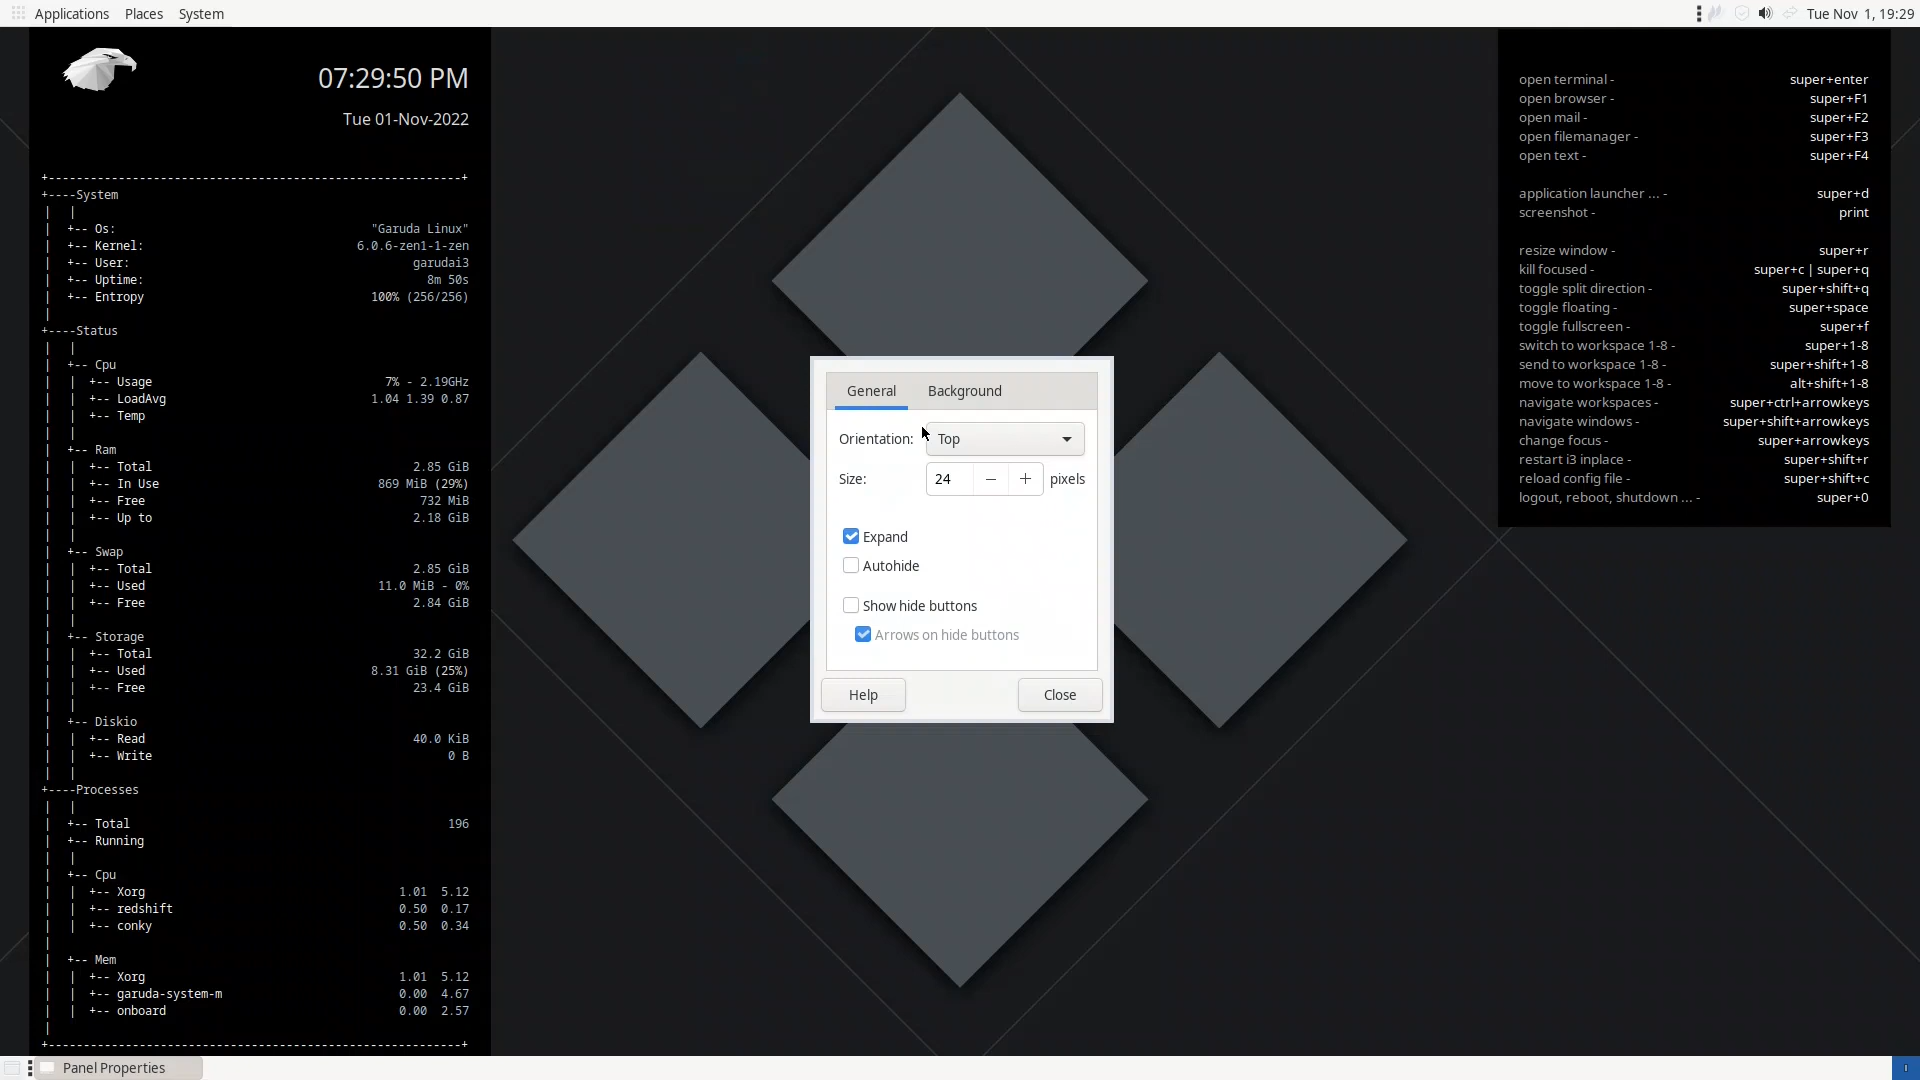 Applications Places System
Tue Nov 1, 19:29
07:29:50 PM
Tue 01-Nov-2022
+-----------------------------------------------------------+
+----System
| |
| +-- Os: "Garuda Linux"
| +-- Kernel: 6.0.6-zen1-1-zen
| +-- User: garudai3
| +-- Uptime: 8m 50s
| +-- Entropy 100% (256/256)
|
+----Status
| |
| +-- Cpu
| | +-- Usage 7% - 2.19GHz
| | +-- LoadAvg 1.04 1.39 0.87
| | +-- Temp
| |
| +-- Ram
| | +-- Total 2.85 GiB
| | +-- In Use 869 MiB (29%)
| | +-- Free 732 MiB
| | +-- Up to 2.18 GiB
| |
| +-- Swap
| | +-- Total 2.85 GiB
| | +-- Used 11.0 MiB - 0%
| | +-- Free 2.84 GiB
| |
| +-- Storage
| | +-- Total 32.2 GiB
| | +-- Used 8.31 GiB (25%)
| | +-- Free 23.4 GiB
| |
| +-- Diskio
| | +-- Read 40.0 KiB
| | +-- Write 0 B
| |
+----Processes
| |
| +-- Total 196
| +-- Running
| |
| +-- Cpu
| | +-- Xorg 1.01 5.12
| | +-- redshift 0.50 0.17
| | +-- conky 0.50 0.34
|
| +-- Mem
| | +-- Xorg 1.01 5.12
| | +-- garuda-system-m 0.00 4.67
| | +-- onboard 0.00 2.57
|
+-----------------------------------------------------------+
General Background
Orientation: Top
Size: 24 − + pixels
Expand
Autohide
Show hide buttons
Arrows on hide buttons
Help Close
open terminal - super+enter
open browser - super+F1
open mail - super+F2
open filemanager - super+F3
open text - super+F4
application launcher ... - super+d
screenshot - print
resize window - super+r
kill focused - super+c | super+q
toggle split direction - super+shift+q
toggle floating - super+space
toggle fullscreen - super+f
switch to workspace 1-8 - super+1-8
send to workspace 1-8 - super+shift+1-8
move to workspace 1-8 - alt+shift+1-8
navigate workspaces - super+ctrl+arrowkeys
navigate windows - super+shift+arrowkeys
change focus - super+arrowkeys
restart i3 inplace - super+shift+r
reload config file - super+shift+c
logout, reboot, shutdown ... - super+0
Panel Properties